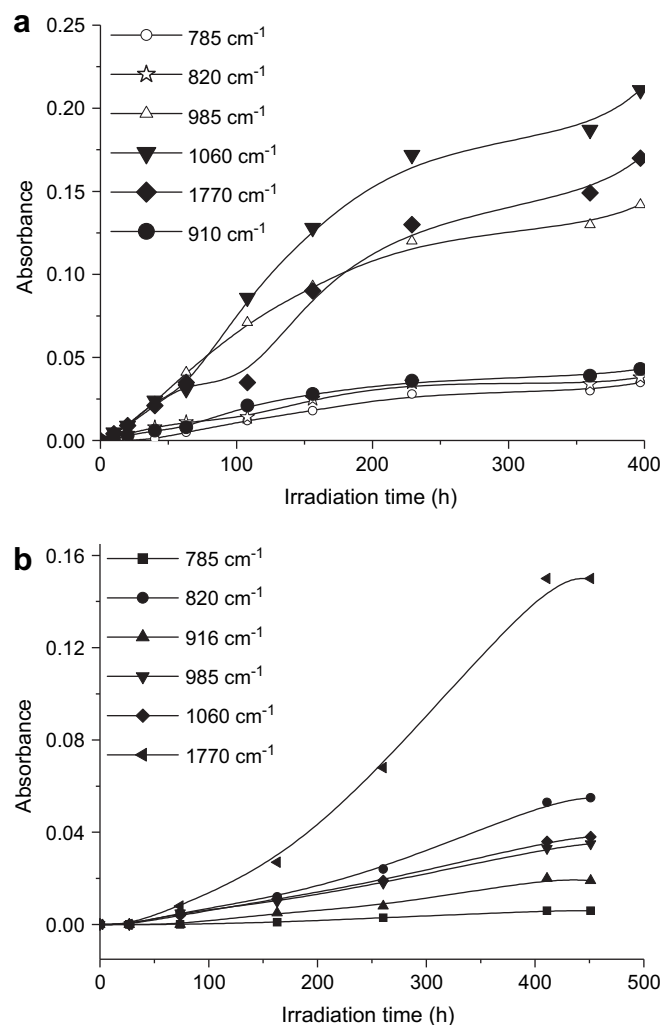 a
0.25
0.20
0.15
0.10
0.05
0.00
Absorbance
785 cm⁻¹
820 cm⁻¹
985 cm⁻¹
1060 cm⁻¹
1770 cm⁻¹
910 cm⁻¹
0 100 200 300 400
Irradiation time (h)
b
0.16
0.12
0.08
0.04
0.00
Absorbance
785 cm⁻¹
820 cm⁻¹
916 cm⁻¹
985 cm⁻¹
1060 cm⁻¹
1770 cm⁻¹
0 100 200 300 400 500
Irradiation time (h)